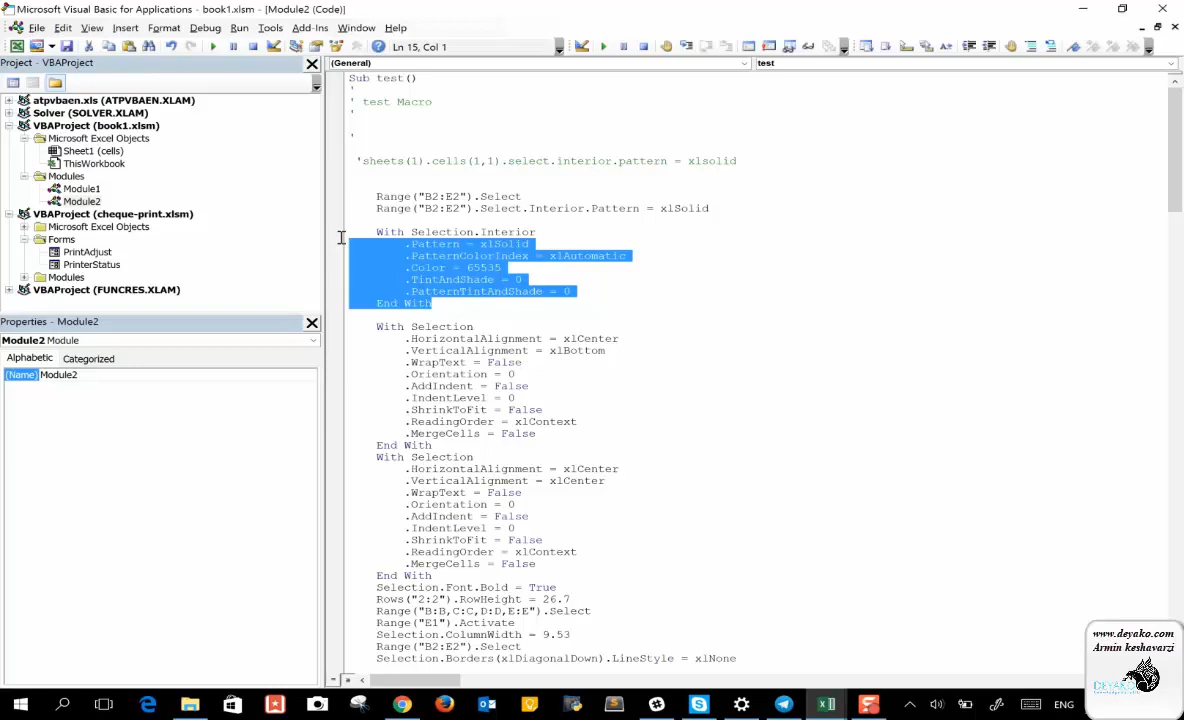 Microsoft Visual Basic for Applications - book1.xlsm - [Module2 (Code)]
File Edit View Insert Format Debug Run Tools Add-Ins Window Help
Ln 15, Col 1
Project - VBAProject
(General)
test
atpvbaen.xls (ATPVBAEN.XLAM)
Solver (SOLVER.XLAM)
VBAProject (book1.xlsm)
Microsoft Excel Objects
Sheet1 (cells)
ThisWorkbook
Modules
Module1
Module2
VBAProject (cheque-print.xlsm)
Microsoft Excel Objects
Forms
PrintAdjust
PrinterStatus
Modules
VBAProject (FUNCRES.XLAM)
Properties - Module2
Module2 Module
Alphabetic Categorized
(Name) Module2
Sub test()
'
' test Macro
'
'
'sheets(1).cells(1,1).select.interior.pattern = xlsolid
Range("B2:E2").Select
Range("B2:E2").Select.Interior.Pattern = xlSolid
With Selection.Interior
.Pattern = xlSolid
.PatternColorIndex = xlAutomatic
.Color = 65535
.TintAndShade = 0
.PatternTintAndShade = 0
End With
With Selection
.HorizontalAlignment = xlCenter
.VerticalAlignment = xlBottom
.WrapText = False
.Orientation = 0
.AddIndent = False
.IndentLevel = 0
.ShrinkToFit = False
.ReadingOrder = xlContext
.MergeCells = False
End With
With Selection
.HorizontalAlignment = xlCenter
.VerticalAlignment = xlCenter
.WrapText = False
.Orientation = 0
.AddIndent = False
.IndentLevel = 0
.ShrinkToFit = False
.ReadingOrder = xlContext
.MergeCells = False
End With
Selection.Font.Bold = True
Rows("2:2").RowHeight = 26.7
Range("B:B,C:C,D:D,E:E").Select
Range("E1").Activate
Selection.ColumnWidth = 9.53
Range("B2:E2").Select
Selection.Borders(xlDiagonalDown).LineStyle = xlNone
www.deyako.com
Armin keshavarzi
DEYAKO
ENG